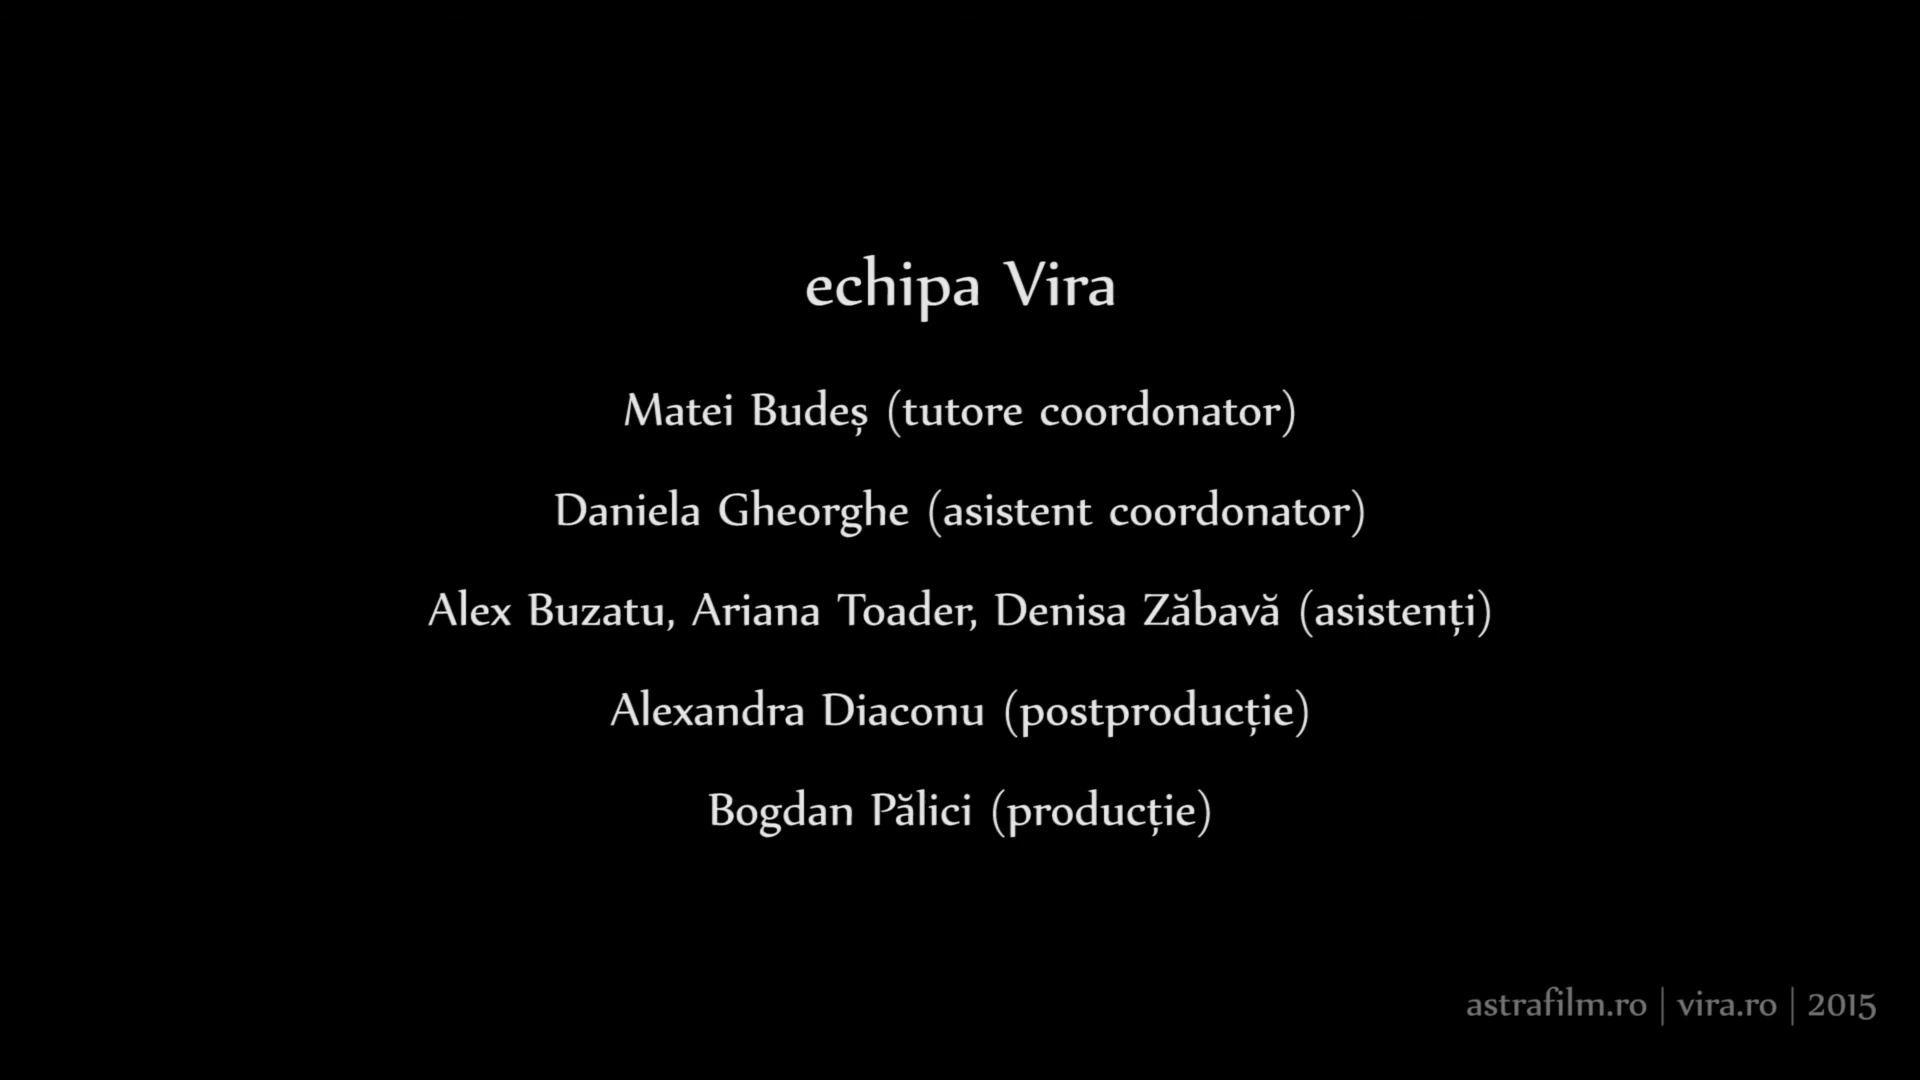 echipa Vira
Matei Budeș (tutore coordonator)
Daniela Gheorghe (asistent coordonator)
Alex Buzatu, Ariana Toader, Denisa Zăbavă (asistenți)
Alexandra Diaconu (postproducție)
Bogdan Pălici (producție)
astrafilm.ro | vira.ro | 2015